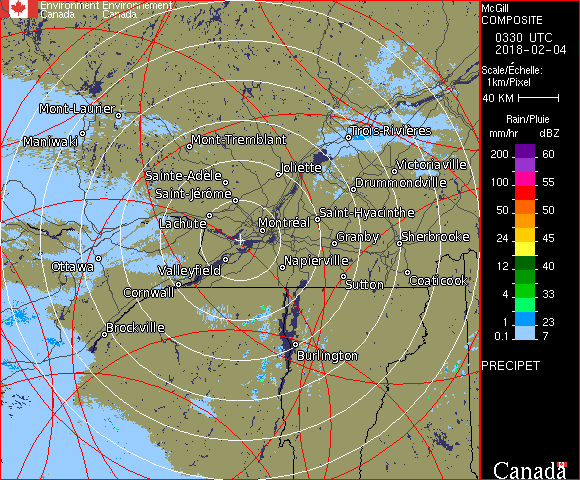 Environment Environnement
Canada Canada
McGill
COMPOSITE
0330 UTC
2018-02-04
Scale/Échelle:
1km/Pixel
40 KM
Rain/Pluie
mm/hr dBZ
200 60
100 55
50 50
24 45
12 40
4 33
1 23
0.1 7
PRECIPET
Canada
Mont-Laurier
Maniwaki
Mont-Tremblant
Trois-Rivières
Joliette
Victoriaville
Sainte-Adèle
Drummondville
Saint-Jérôme
Saint-Hyacinthe
Lachute
Montréal
Granby
Sherbrooke
Ottawa
Valleyfield
Napierville
Cornwall
Sutton
Coaticook
Brockville
Burlington